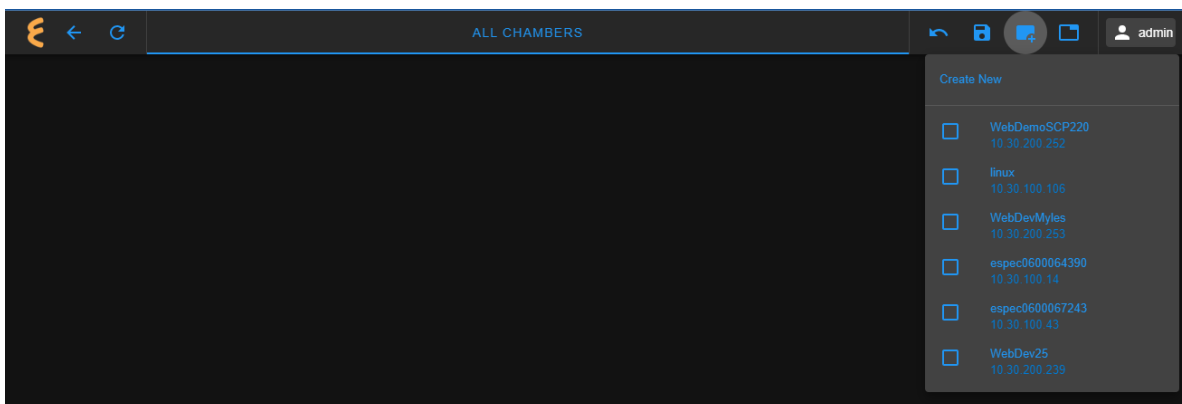 ALL CHAMBERS
admin
Create New
WebDemoSCP220
10.30.200.252
linux
10.30.100.106
WebDevMyles
10.30.200.253
espec0600064390
10.30.100.14
espec0600067243
10.30.100.43
WebDev25
10.30.200.239